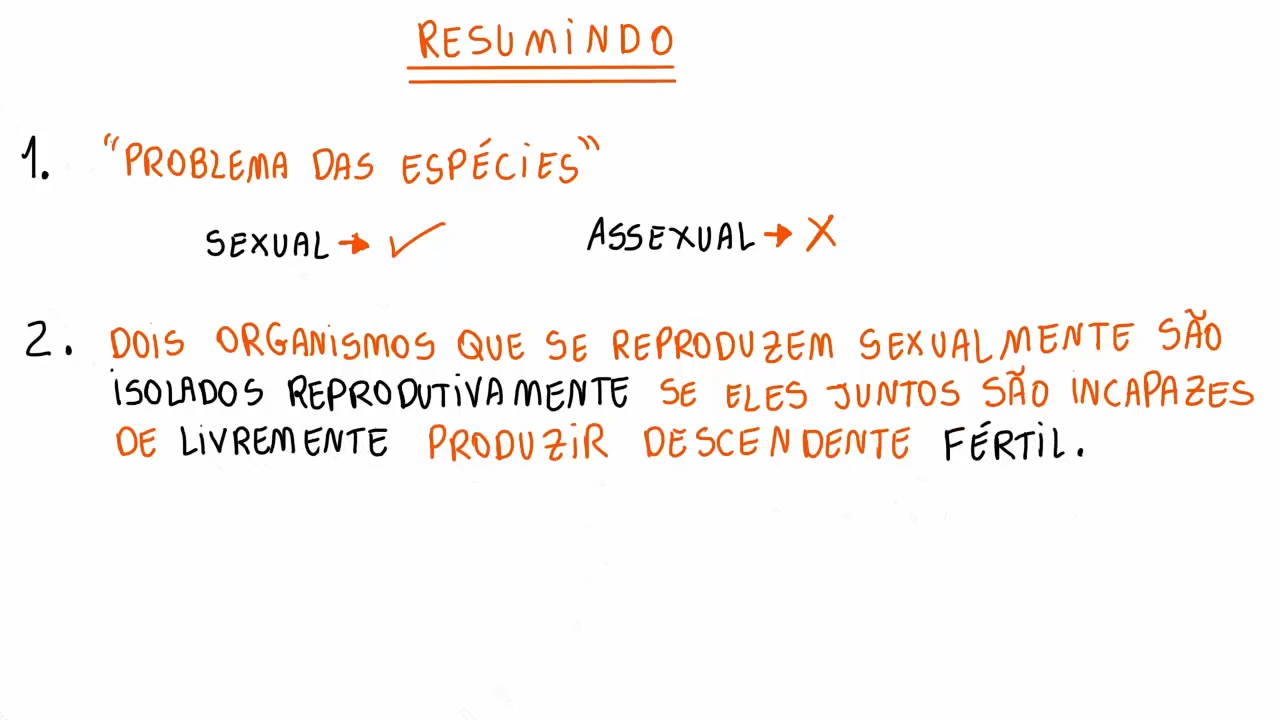 RESUMINDO
1. "PROBLEMA DAS ESPÉCIES"
SEXUAL → ✓ ASSEXUAL → X
2. DOIS ORGANISMOS QUE SE REPRODUZEM SEXUALMENTE SÃO
ISOLADOS REPRODUTIVAMENTE SE ELES JUNTOS SÃO INCAPAZES
DE LIVREMENTE PRODUZIR DESCENDENTE FÉRTIL.